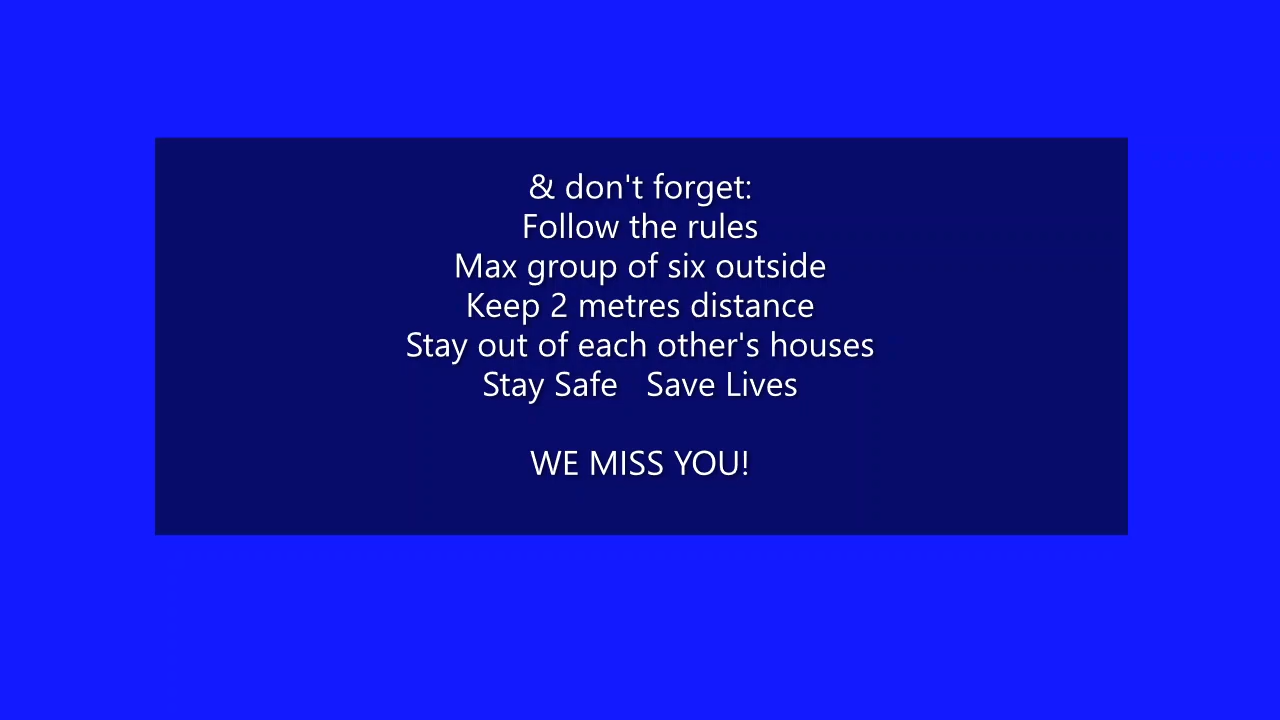 & don't forget:
Follow the rules
Max group of six outside
Keep 2 metres distance
Stay out of each other's houses
Stay Safe   Save Lives
WE MISS YOU!